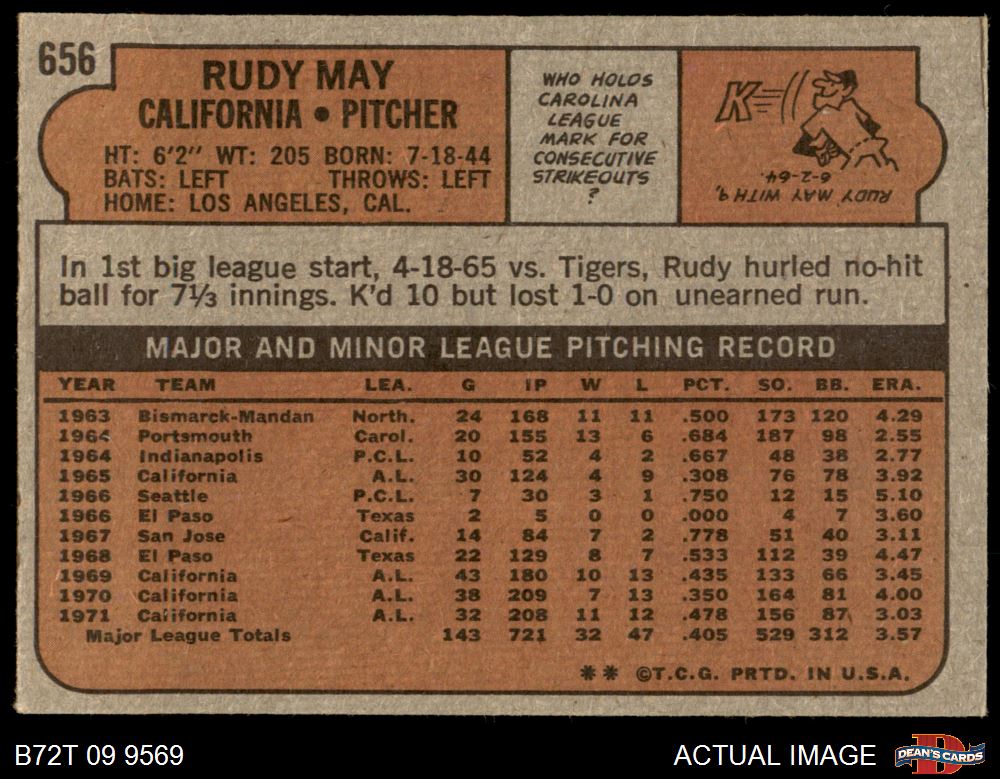 656
RUDY MAY
CALIFORNIA • PITCHER
HT: 6'2" WT: 205 BORN: 7-18-44
BATS: LEFT THROWS: LEFT
HOME: LOS ANGELES, CAL.
WHO HOLDS
CAROLINA
LEAGUE
MARK FOR
CONSECUTIVE
STRIKEOUTS
?
K
RUDY MAY WITH 9,
6-2-64.
In 1st big league start, 4-18-65 vs. Tigers, Rudy hurled no-hit
ball for 7⅓ innings. K'd 10 but lost 1-0 on unearned run.
MAJOR AND MINOR LEAGUE PITCHING RECORD
YEAR TEAM LEA. G IP W L PCT. SO. BB. ERA.
1963 Bismarck-Mandan North. 24 168 11 11 .500 173 120 4.29
1964 Portsmouth Carol. 20 155 13 6 .684 187 98 2.55
1964 Indianapolis P.C.L. 10 52 4 2 .667 48 38 2.77
1965 California A.L. 30 124 4 9 .308 76 78 3.92
1966 Seattle P.C.L. 7 30 3 1 .750 12 15 5.10
1966 El Paso Texas 2 5 0 0 .000 4 7 3.60
1967 San Jose Calif. 14 84 7 2 .778 51 40 3.11
1968 El Paso Texas 22 129 8 7 .533 112 39 4.47
1969 California A.L. 43 180 10 13 .435 133 66 3.45
1970 California A.L. 38 209 7 13 .350 164 81 4.00
1971 California A.L. 32 208 11 12 .478 156 87 3.03
Major League Totals 143 721 32 47 .405 529 312 3.57
** ©T.C.G. PRTD. IN U.S.A.
B72T 09 9569
ACTUAL IMAGE
DEAN'S CARDS